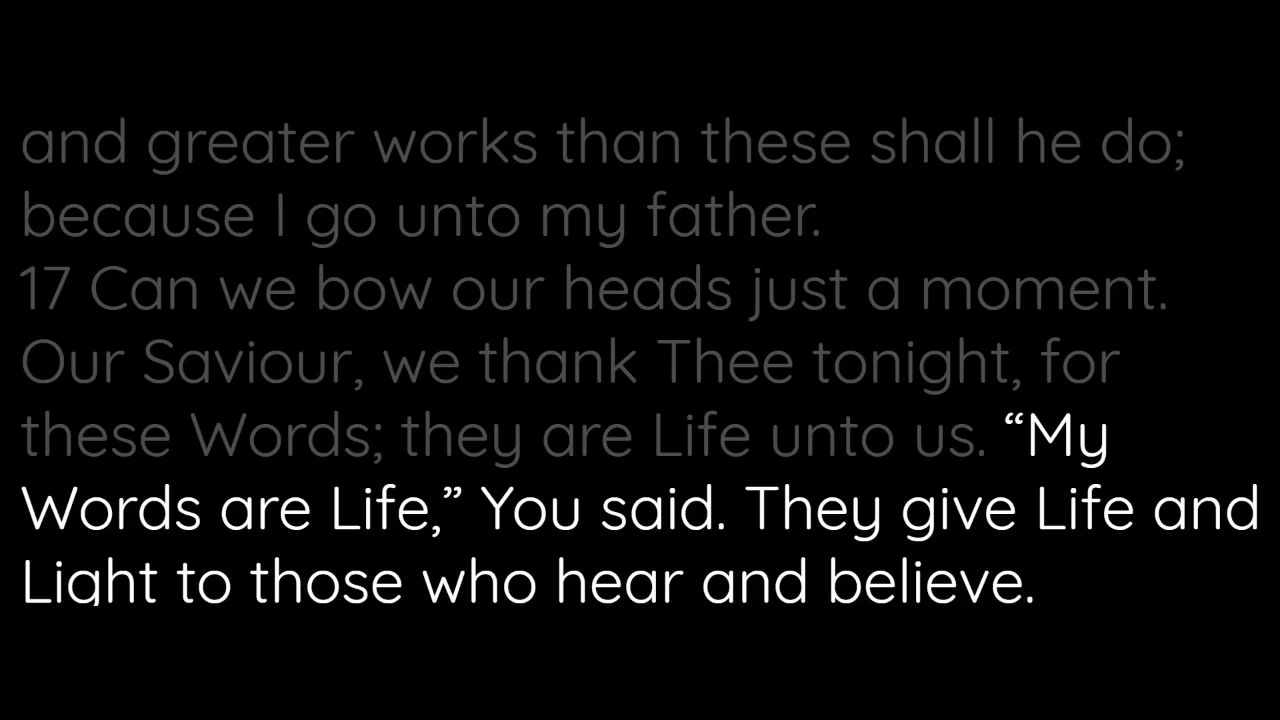 and greater works than these shall he do;
because I go unto my father.
17 Can we bow our heads just a moment.
Our Saviour, we thank Thee tonight, for
these Words; they are Life unto us. “My
Words are Life,” You said. They give Life and
Light to those who hear and believe.